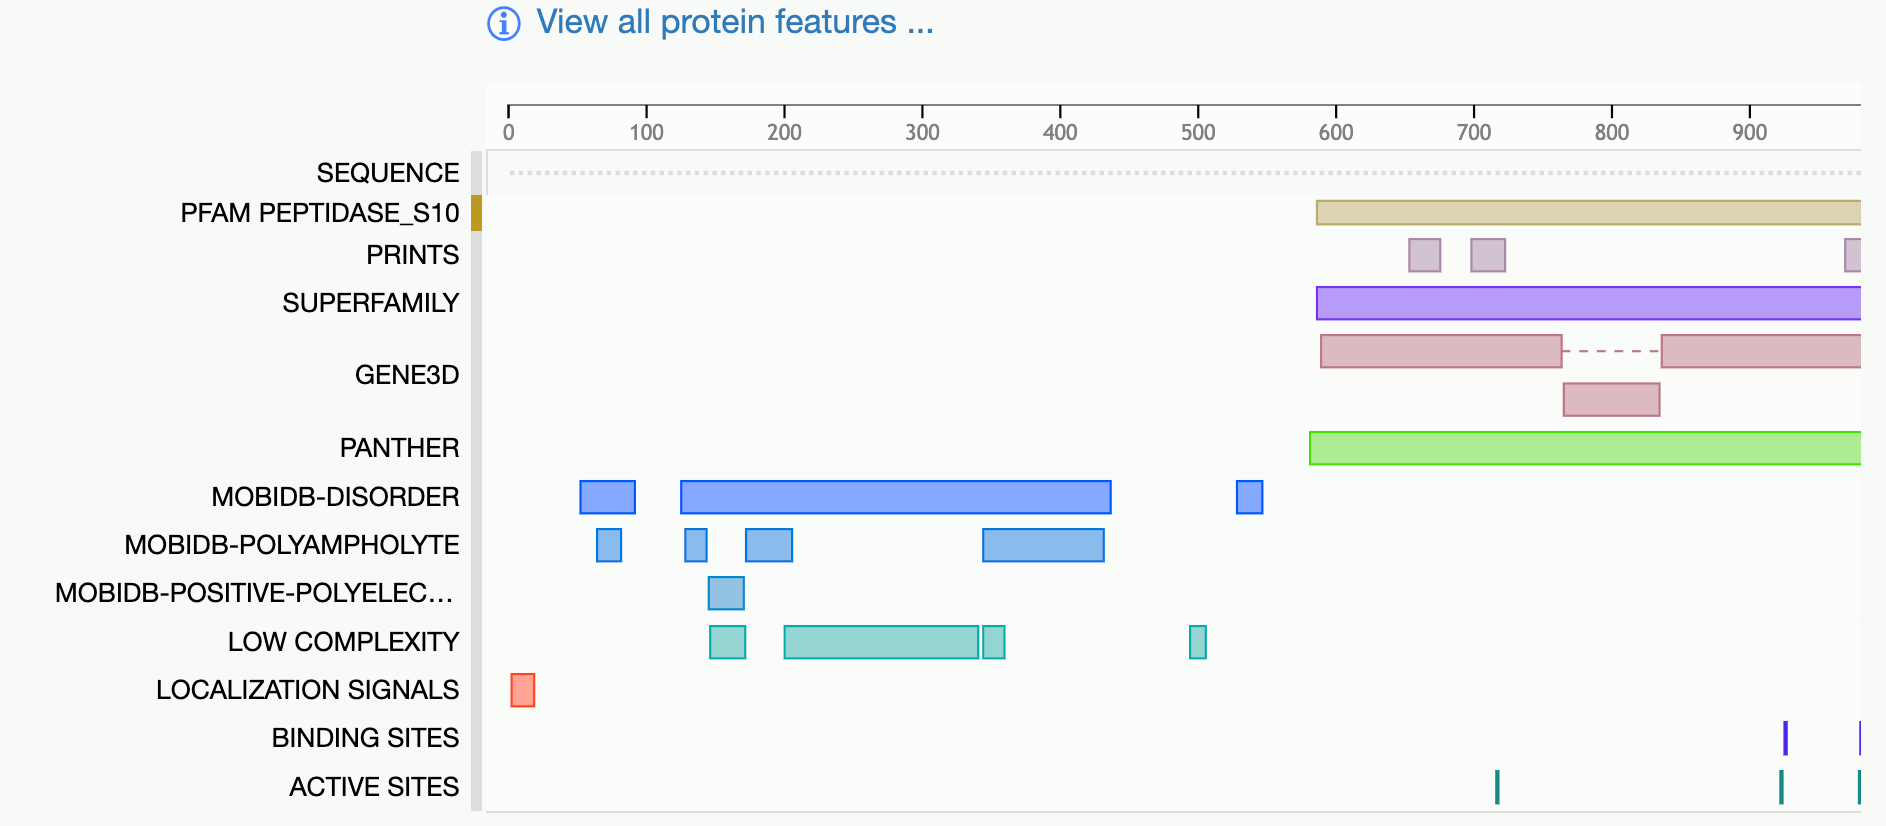 View all protein features ...
0 100 200 300 400 500 600 700 800 900
SEQUENCE
PFAM PEPTIDASE_S10
PRINTS
SUPERFAMILY
GENE3D
PANTHER
MOBIDB-DISORDER
MOBIDB-POLYAMPHOLYTE
MOBIDB-POSITIVE-POLYELEC...
LOW COMPLEXITY
LOCALIZATION SIGNALS
BINDING SITES
ACTIVE SITES